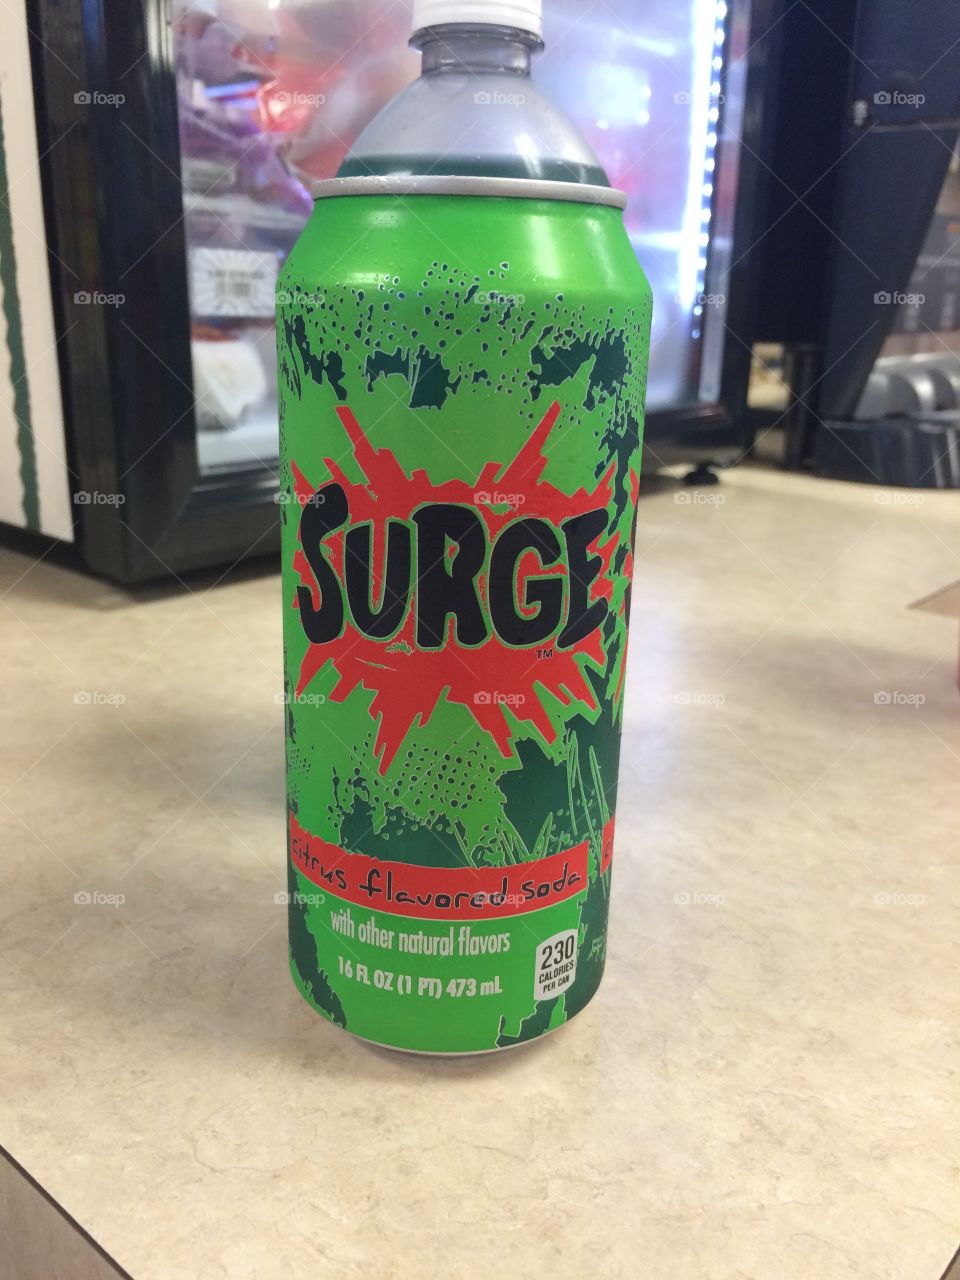 SURGE
TM
citrus flavored soda
with other natural flavors
16 FL OZ (1 PT) 473 mL
230
CALORIES
PER CAN
foap